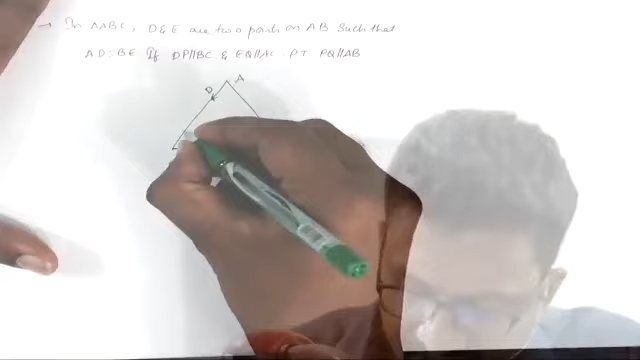 → In ΔABC, D&E are two points on AB such that
AD=BE If DP||BC & EQ||AC PT PQ||AB
D A